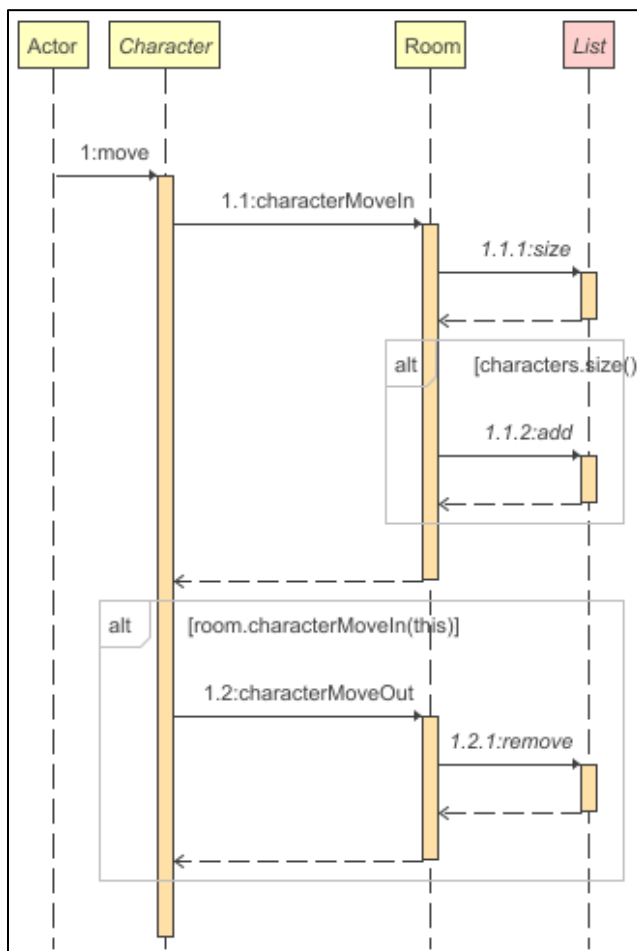 Actor
Character
Room
List
1:move
1.1:characterMoveIn
1.1.1:size
alt
[characters.size()
1.1.2:add
alt
[room.characterMoveIn(this)]
1.2:characterMoveOut
1.2.1:remove